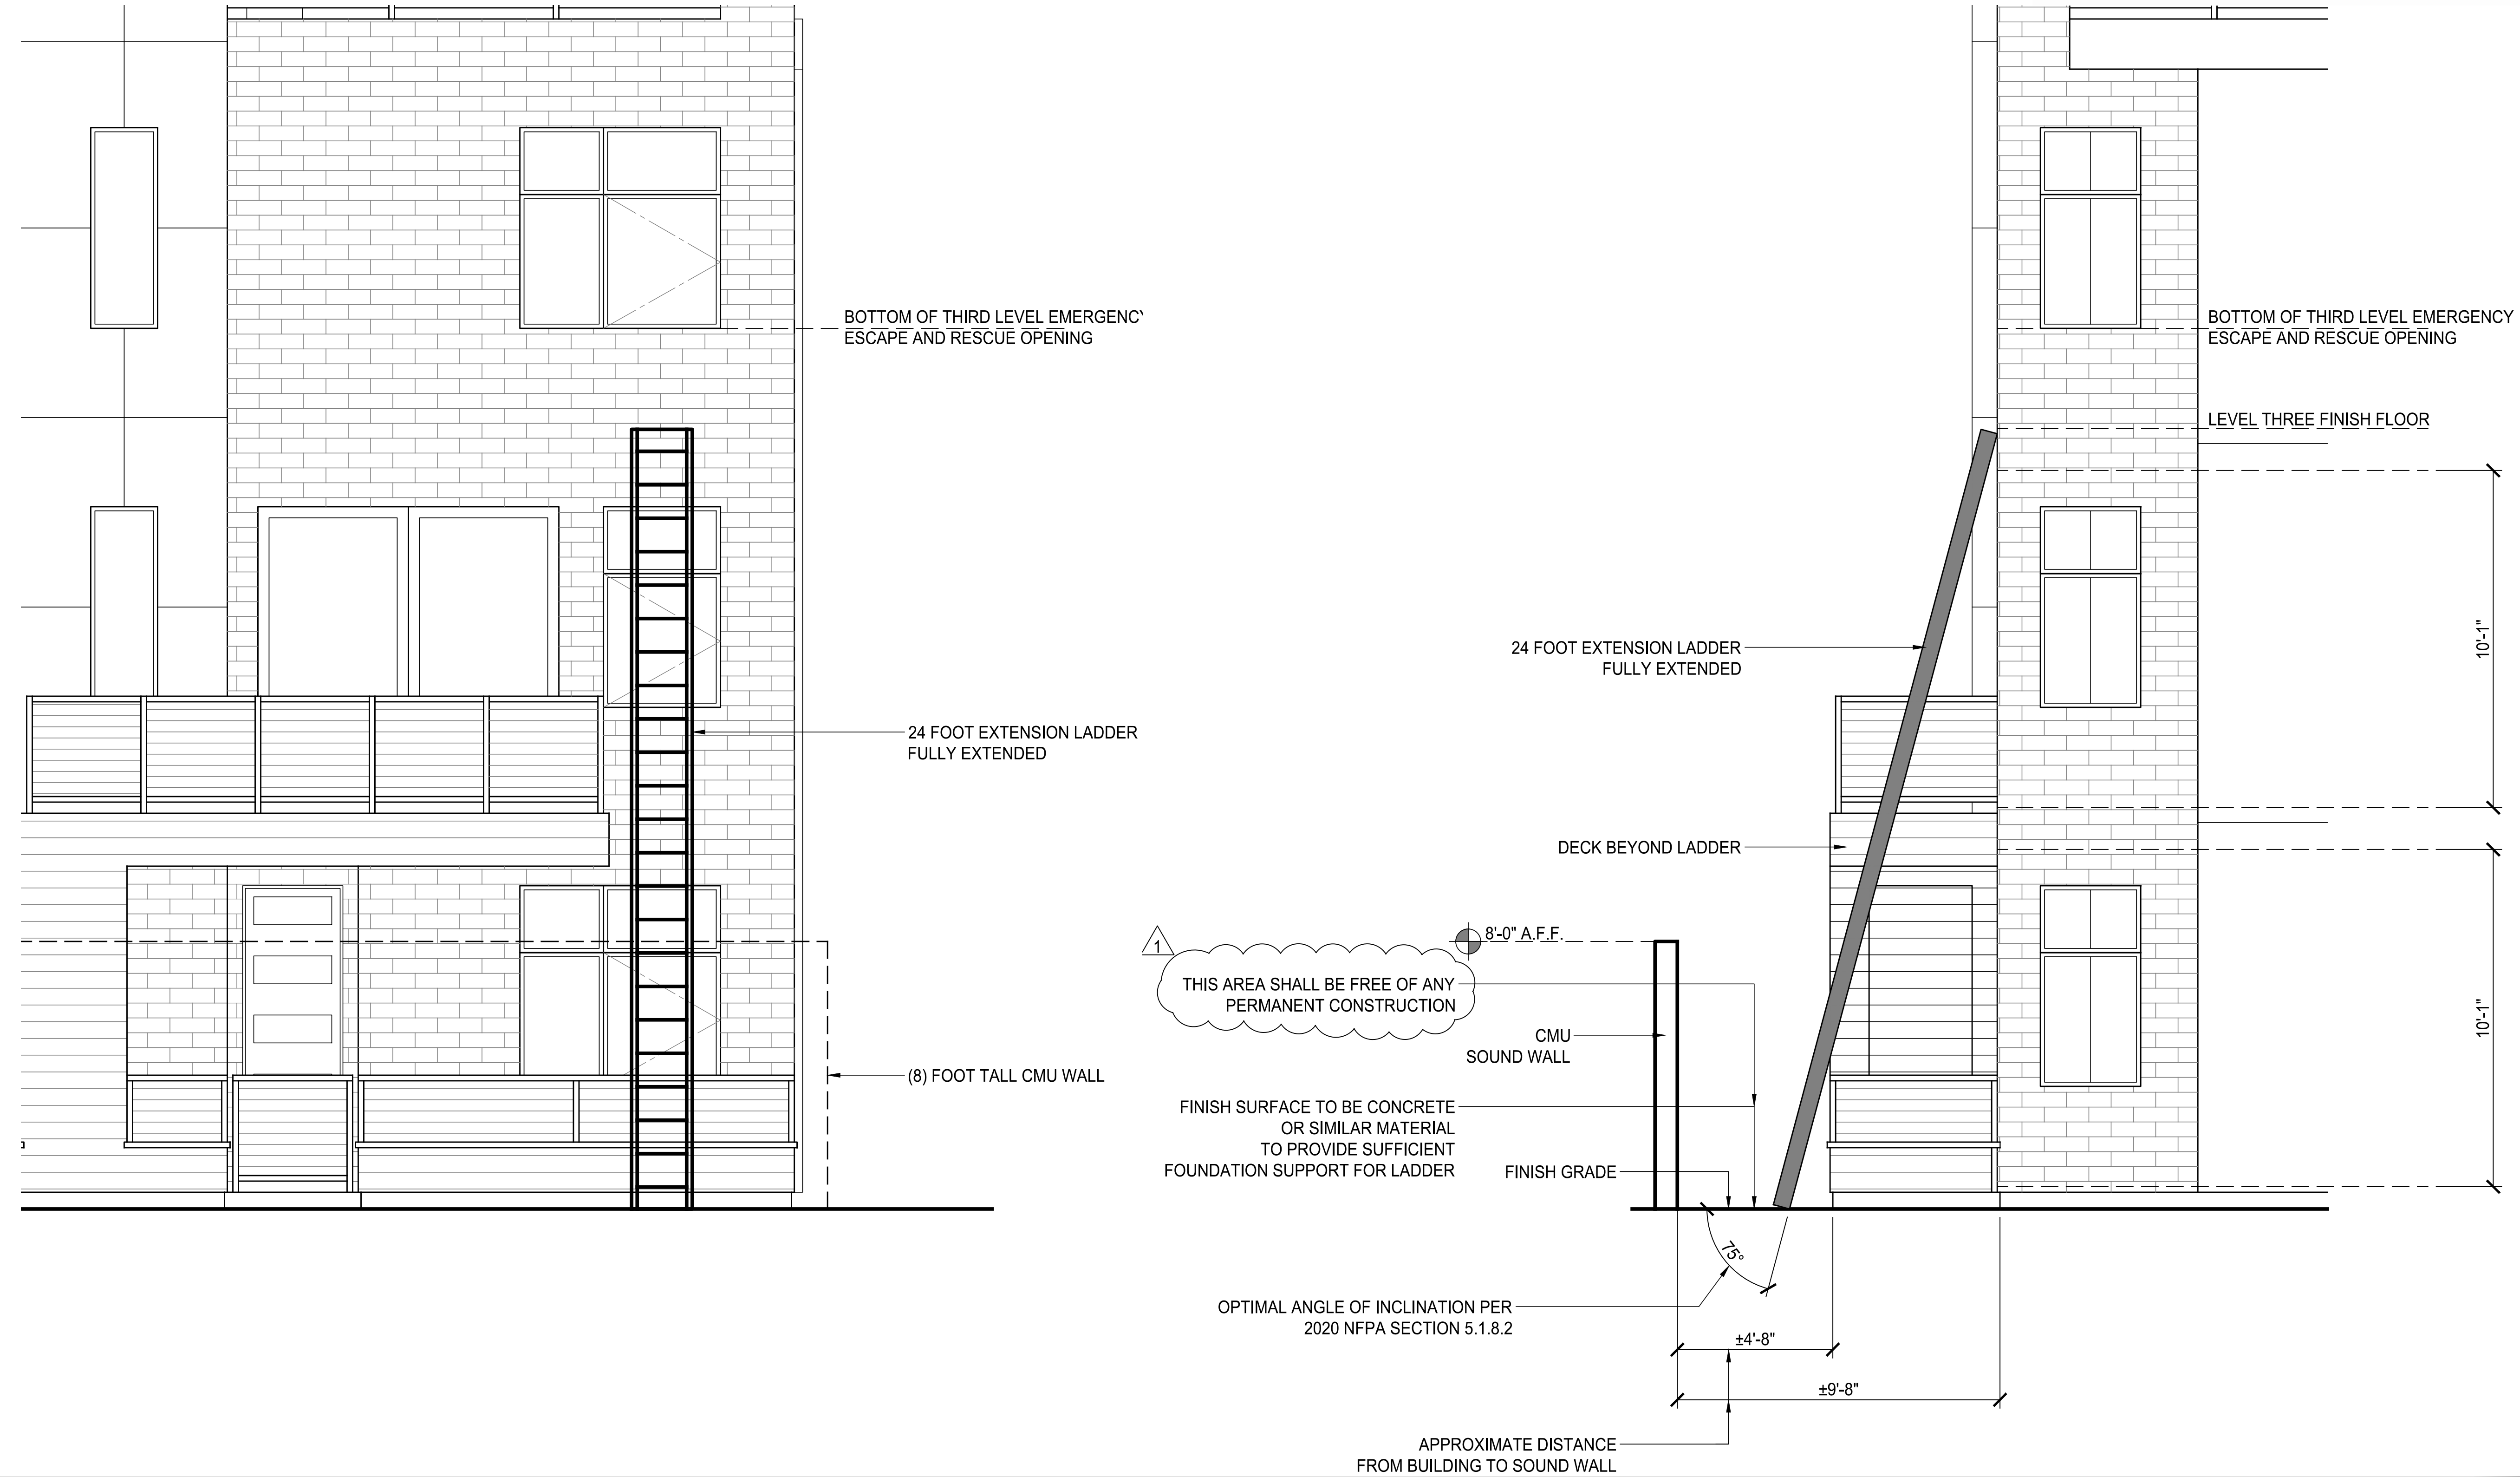 BOTTOM OF THIRD LEVEL EMERGENCY
ESCAPE AND RESCUE OPENING
24 FOOT EXTENSION LADDER
FULLY EXTENDED
(8) FOOT TALL CMU WALL
BOTTOM OF THIRD LEVEL EMERGENCY
ESCAPE AND RESCUE OPENING
LEVEL THREE FINISH FLOOR
10'-1"
24 FOOT EXTENSION LADDER
FULLY EXTENDED
DECK BEYOND LADDER
8'-0" A.F.F.
1
THIS AREA SHALL BE FREE OF ANY
PERMANENT CONSTRUCTION
10'-1"
CMU
SOUND WALL
FINISH SURFACE TO BE CONCRETE
OR SIMILAR MATERIAL
TO PROVIDE SUFFICIENT
FOUNDATION SUPPORT FOR LADDER
FINISH GRADE
75°
OPTIMAL ANGLE OF INCLINATION PER
2020 NFPA SECTION 5.1.8.2
±4'-8"
±9'-8"
APPROXIMATE DISTANCE
FROM BUILDING TO SOUND WALL